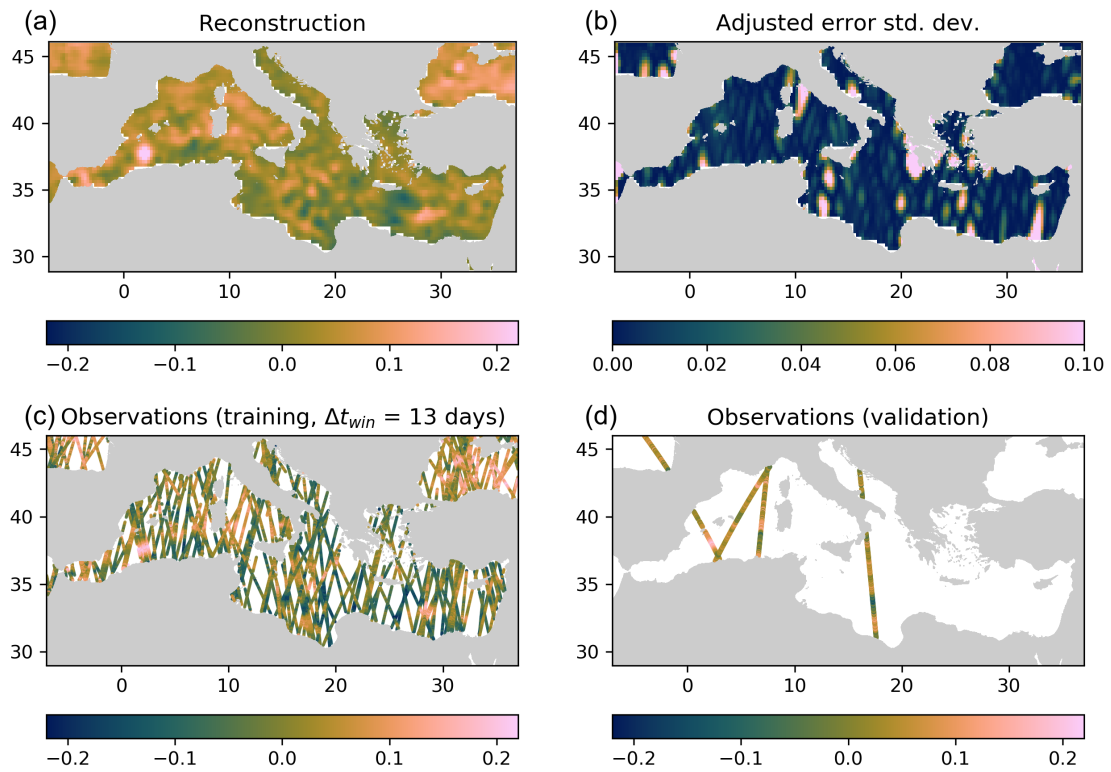 (a) Reconstruction
(b) Adjusted error std. dev.
45
40
35
30
0 10 20 30
45
40
35
30
0 10 20 30
−0.2 −0.1 0.0 0.1 0.2
0.00 0.02 0.04 0.06 0.08 0.10
(c) Observations (training, Δt_win = 13 days)
(d) Observations (validation)
45
40
35
30
0 10 20 30
45
40
35
30
0 10 20 30
−0.2 −0.1 0.0 0.1 0.2
−0.2 −0.1 0.0 0.1 0.2